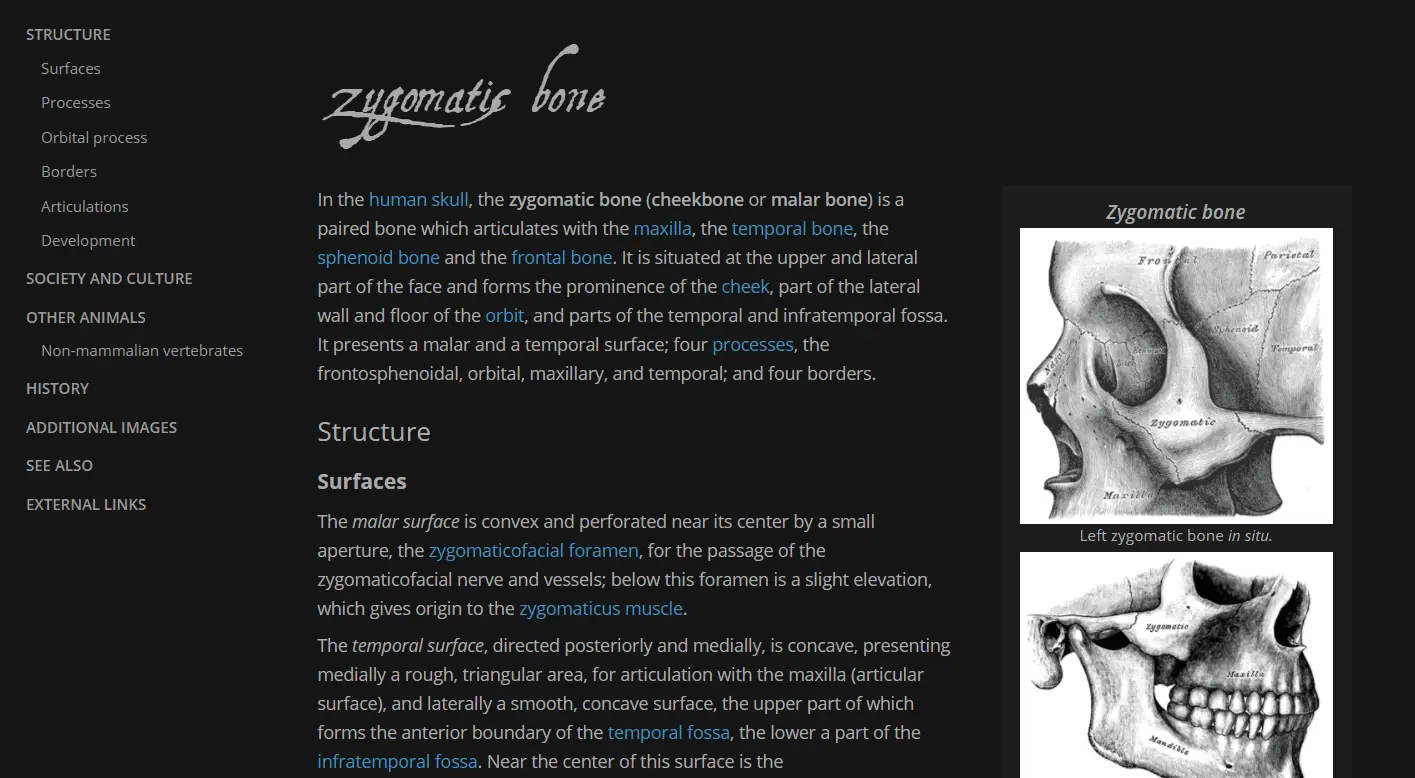 STRUCTURE
Surfaces
Processes
Orbital process
Borders
Articulations
Development
SOCIETY AND CULTURE
OTHER ANIMALS
Non-mammalian vertebrates
HISTORY
ADDITIONAL IMAGES
SEE ALSO
EXTERNAL LINKS
zygomatic bone
In the human skull, the zygomatic bone (cheekbone or malar bone) is a
paired bone which articulates with the maxilla, the temporal bone, the
sphenoid bone and the frontal bone. It is situated at the upper and lateral
part of the face and forms the prominence of the cheek, part of the lateral
wall and floor of the orbit, and parts of the temporal and infratemporal fossa.
It presents a malar and a temporal surface; four processes, the
frontosphenoidal, orbital, maxillary, and temporal; and four borders.
Structure
Surfaces
The malar surface is convex and perforated near its center by a small
aperture, the zygomaticofacial foramen, for the passage of the
zygomaticofacial nerve and vessels; below this foramen is a slight elevation,
which gives origin to the zygomaticus muscle.
The temporal surface, directed posteriorly and medially, is concave, presenting
medially a rough, triangular area, for articulation with the maxilla (articular
surface), and laterally a smooth, concave surface, the upper part of which
forms the anterior boundary of the temporal fossa, the lower a part of the
infratemporal fossa. Near the center of this surface is the
Zygomatic bone
Frontal
Parietal
Sphenoid
Temporal
Nasal
Zygomatic
Maxilla
Left zygomatic bone in situ.
Zygomatic
Maxilla
Mandible